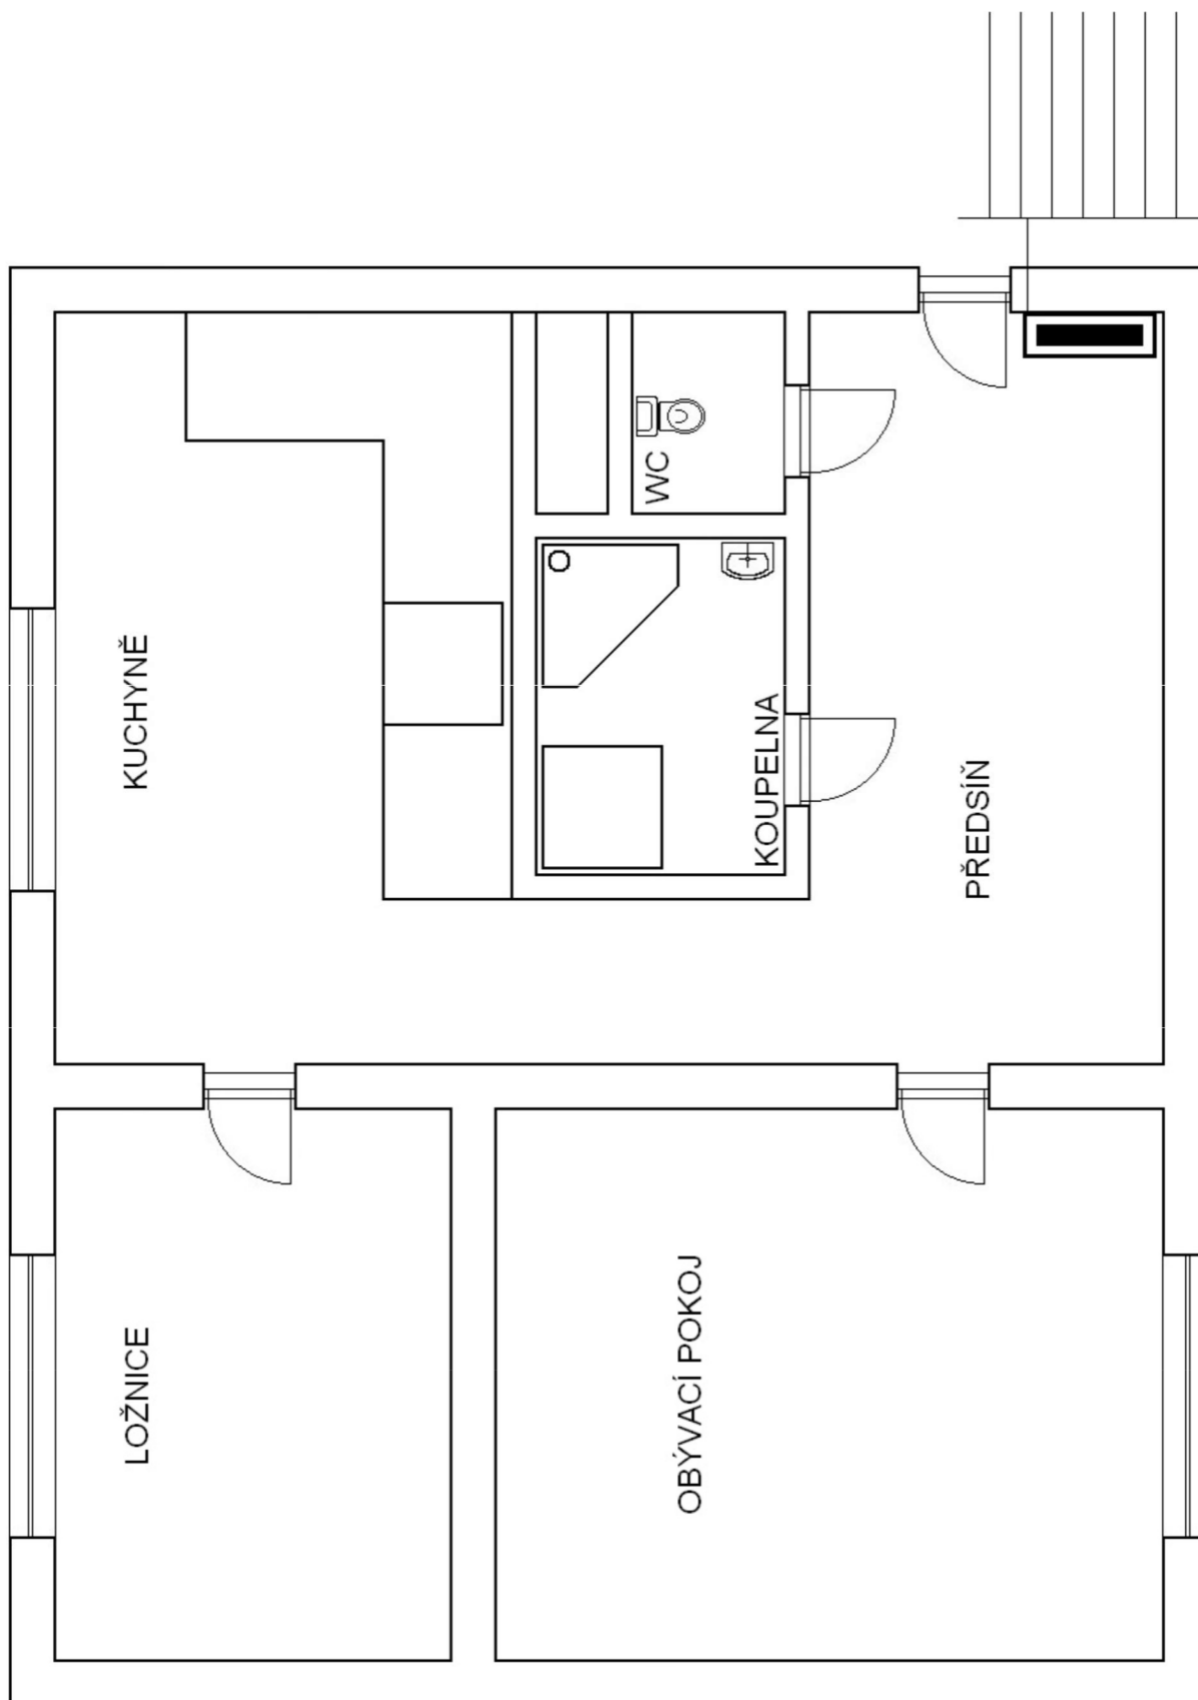 KUCHYNĚ
WC
KOUPELNA
PŘEDSÍŇ
LOŽNICE
OBÝVACÍ POKOJ